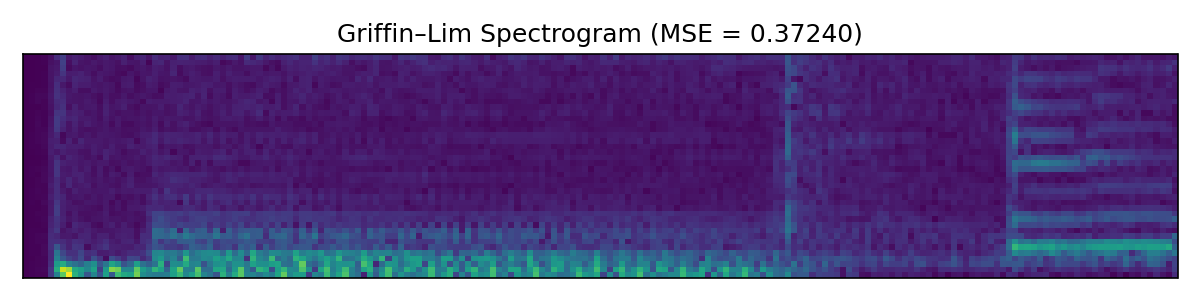 Griffin–Lim Spectrogram (MSE = 0.37240)